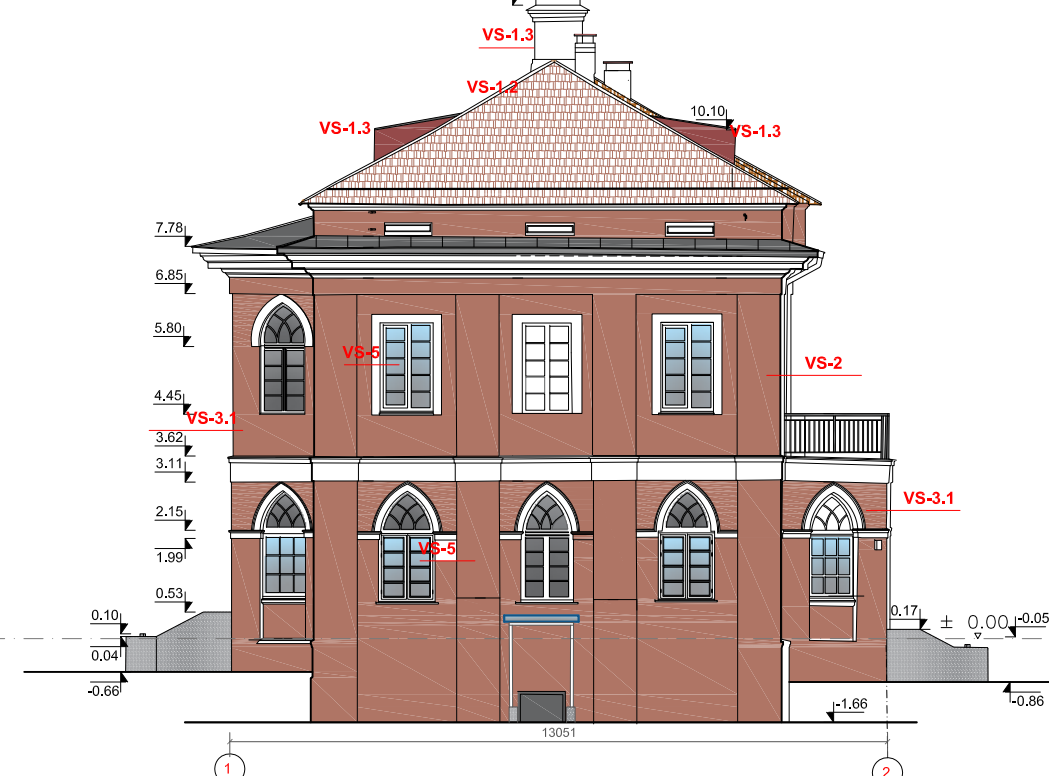 VS-1.3
VS-1.2
10.10
VS-1.3
VS-1.3
7.78
6.85
5.80
VS-5
VS-2
4.45
VS-3.1
3.62
3.11
VS-3.1
2.15
VS-5
1.99
0.53
0.10
0.17
± 0.00
-0.05
0.04
-0.66
-0.86
-1.66
13051
1
2